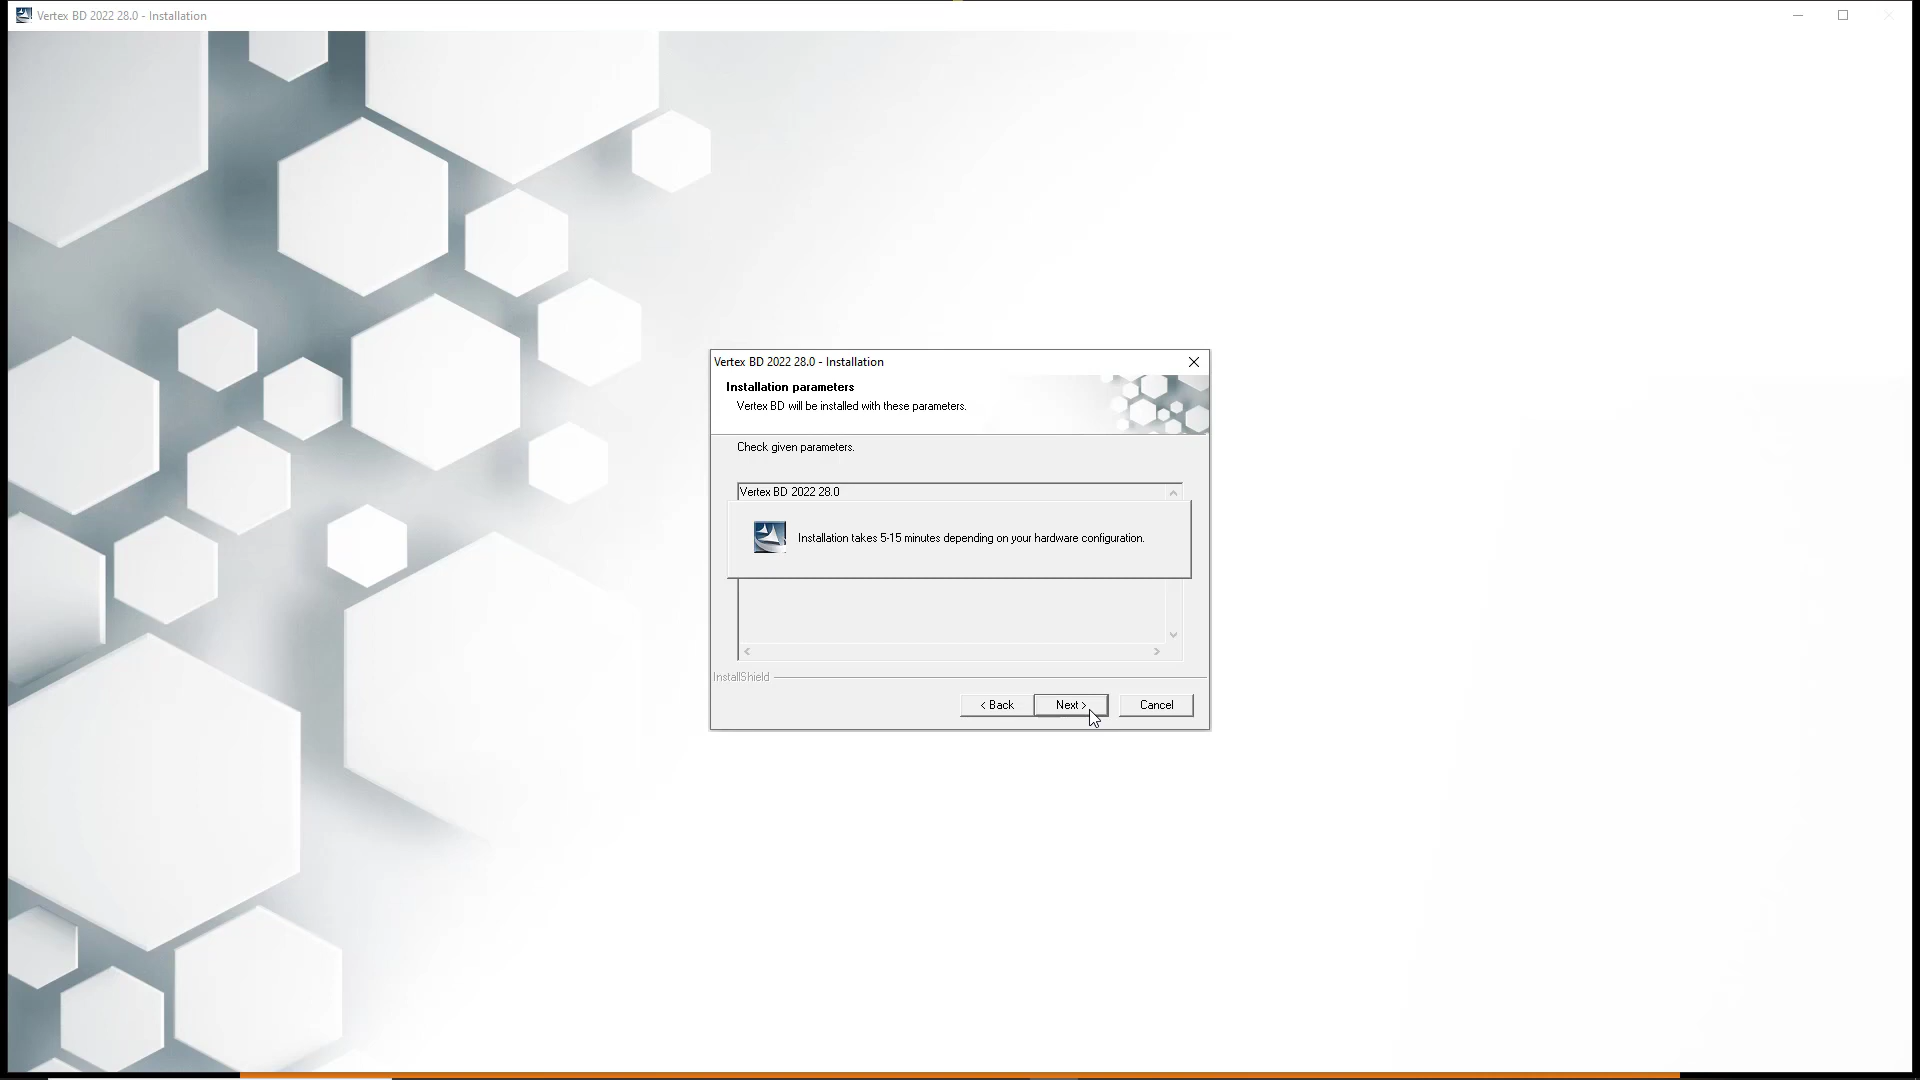 Vertex BD 2022 28.0 - Installation
Vertex BD 2022 28.0 - Installation
Installation parameters
Vertex BD will be installed with these parameters.
Check given parameters.
Vertex BD 2022 28.0
Installation takes 5-15 minutes depending on your hardware configuration.
InstallShield
< Back
Next >
Cancel